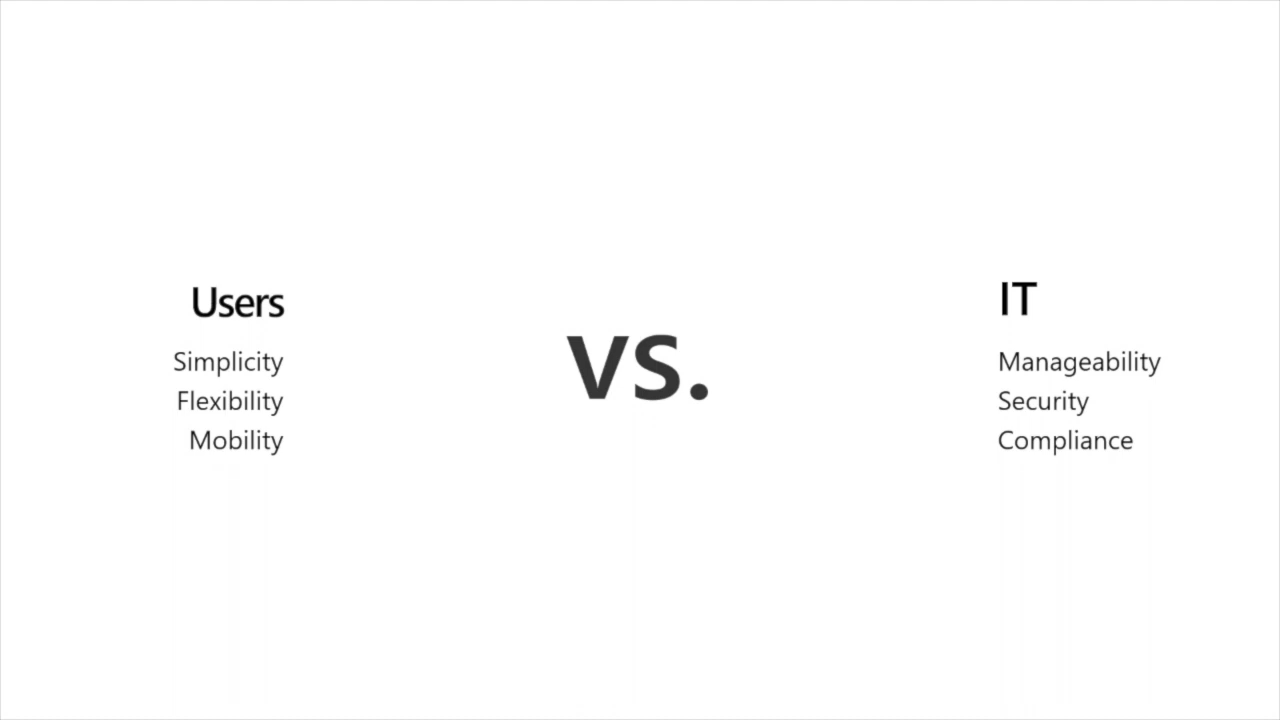 Users
Simplicity
Flexibility
Mobility
vs.
IT
Manageability
Security
Compliance